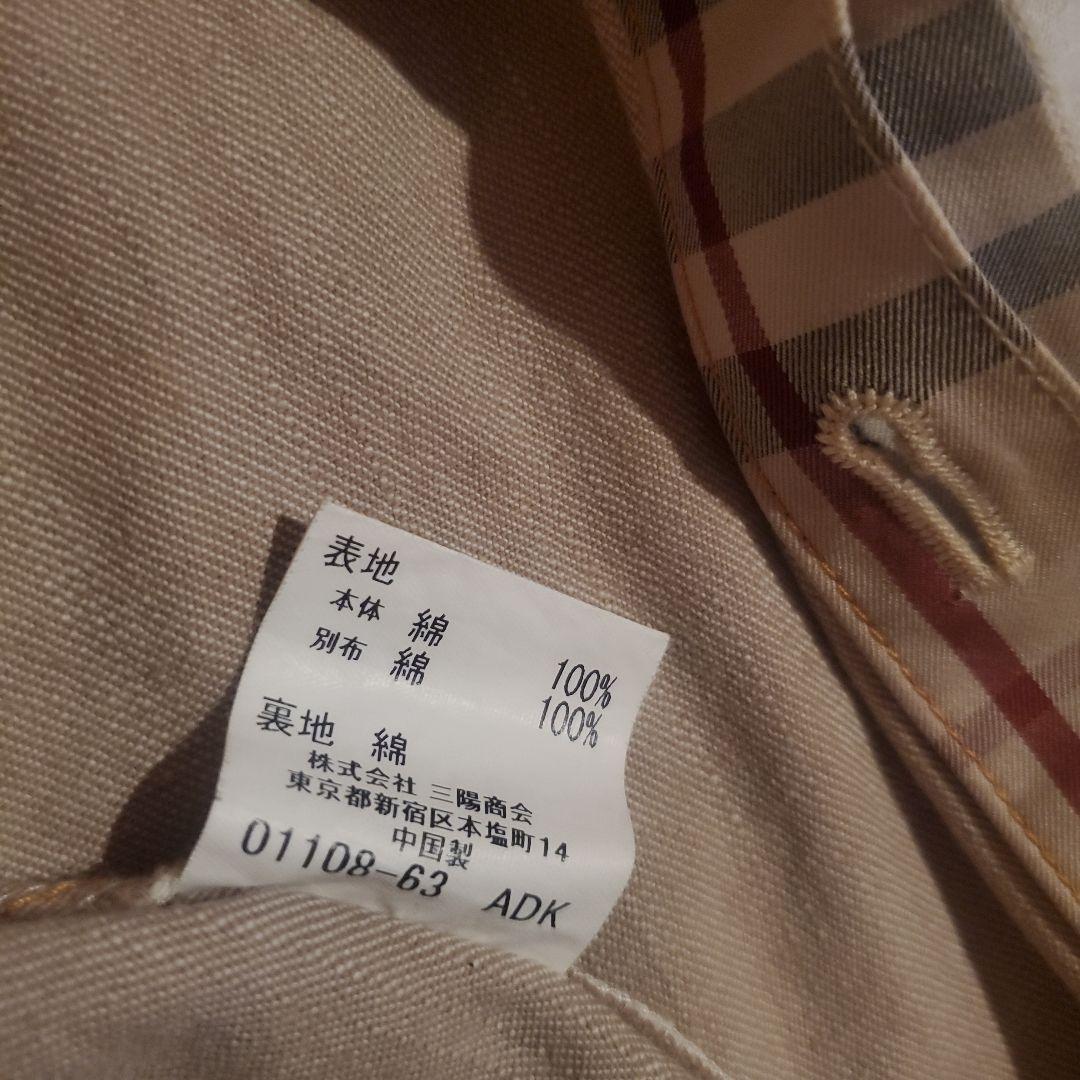 表地
本体 綿 100%
別布 綿 100%
裏地 綿
株式会社 三陽商会
東京都新宿区本塩町14
中国製
01108-63 ADK